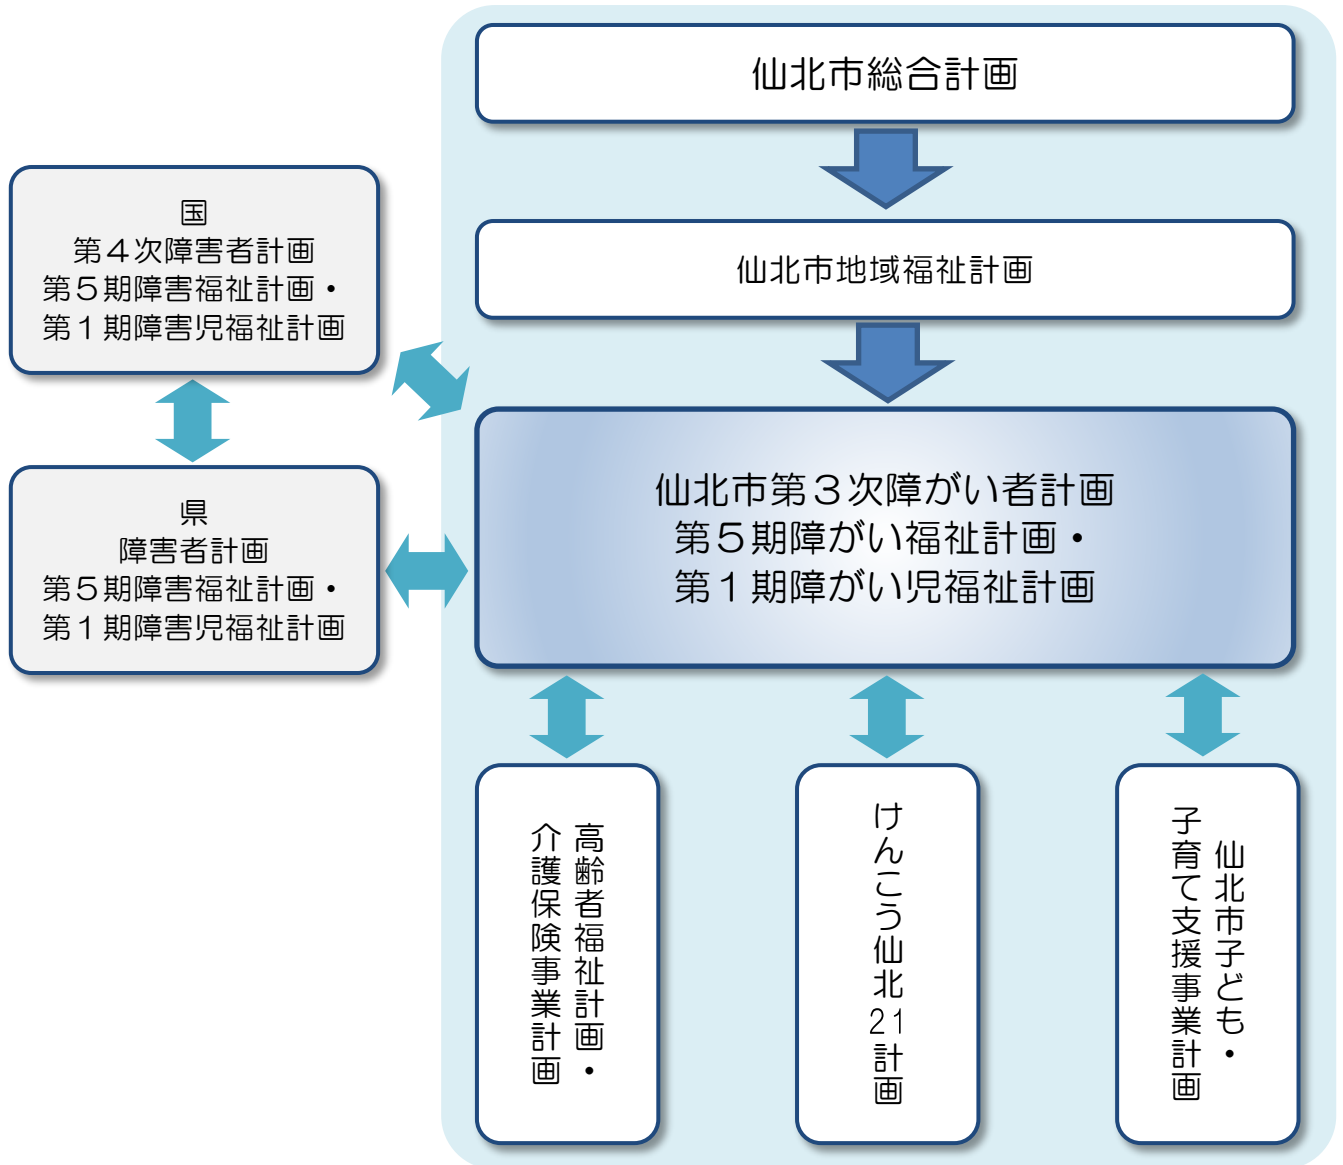 仙北市総合計画
仙北市地域福祉計画
国
第４次障害者計画
第５期障害福祉計画・
第１期障害児福祉計画
県
障害者計画
第５期障害福祉計画・
第１期障害児福祉計画
仙北市第３次障がい者計画
第５期障がい福祉計画・
第１期障がい児福祉計画
高齢者福祉計画・
介護保険事業計画
けんこう仙北21計画
仙北市子ども・
子育て支援事業計画